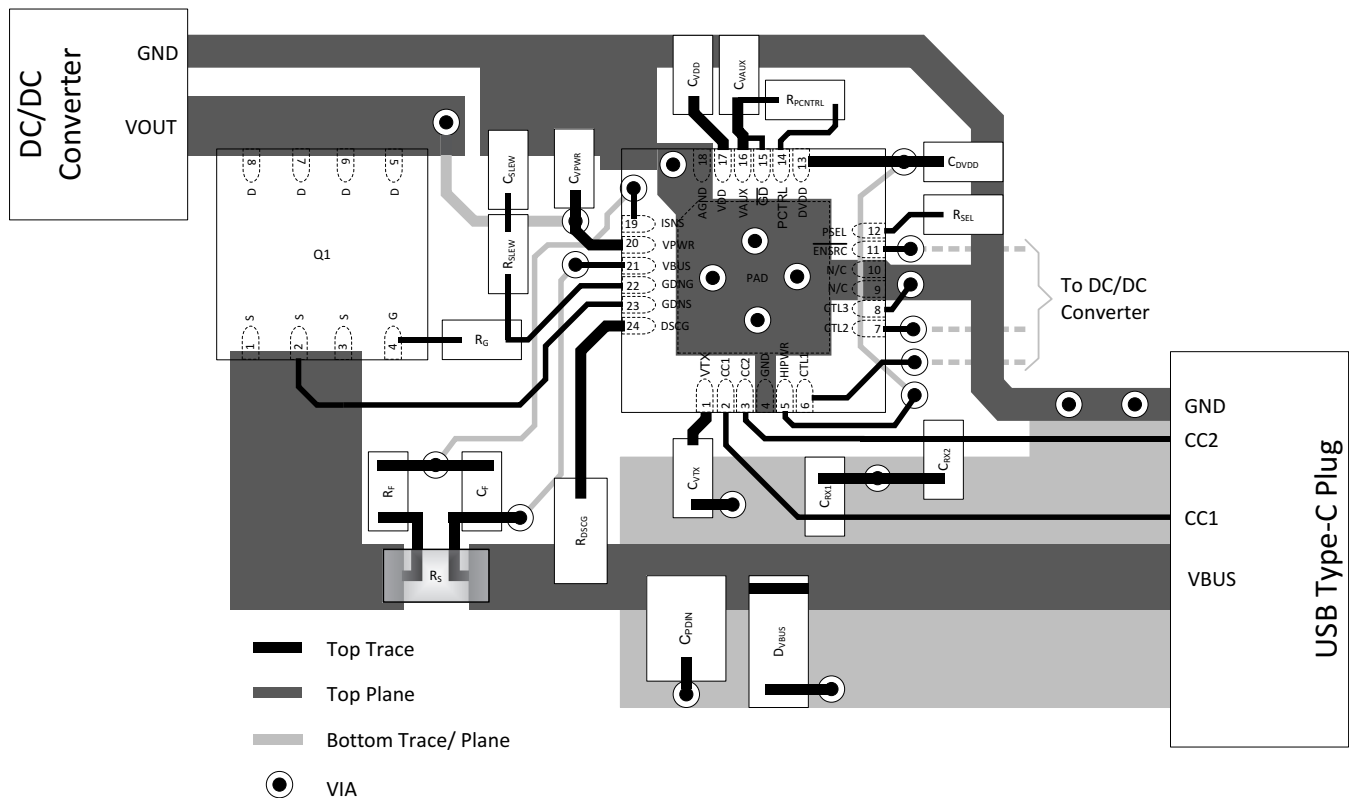 DC/DC
Converter
GND
VOUT
8
7
6
5
D
D
D
D
Q1
S
S
S
G
1
2
3
4
CSLEW
RSLEW
RG
CVPWR
CVDD
CVAUX
RPCNTRL
CDVDD
RSEL
18
17
16
15
14
13
AGND
VDD
VAUX
GD
PCTRL
DVDD
19 ISNS
20 VPWR
21 VBUS
22 GDNG
23 GDNS
24 DSCG
PAD
PSEL 12
ENSRC 11
N/C 10
N/C 9
CTL3 8
CTL2 7
VTX
CC1
CC2
GND
HIPWR
CTL1
1
2
3
4
5
6
To DC/DC
Converter
RF
CF
RS
RDSCG
CVTX
CRX1
CRX2
CPDIN
DVBUS
USB Type-C Plug
GND
CC2
CC1
VBUS
Top Trace
Top Plane
Bottom Trace/ Plane
VIA